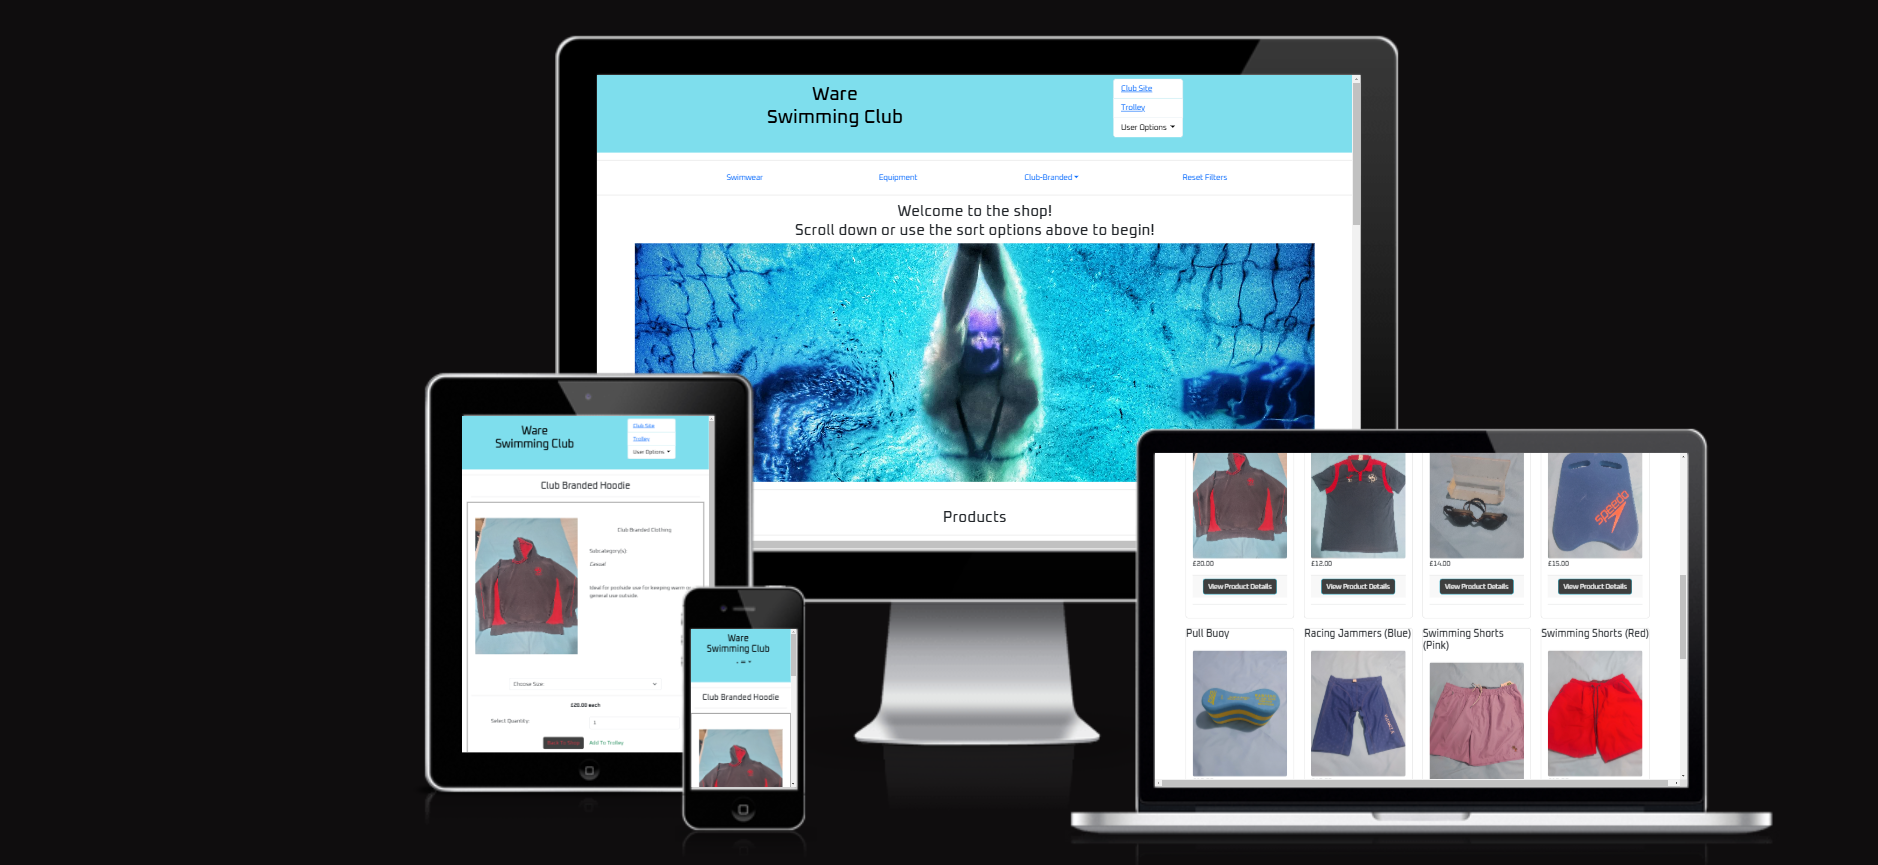 Ware
Swimming Club
Club Site
Trolley
User Options
Swimwear
Equipment
Club-Branded
Reset Filters
Welcome to the shop!
Scroll down or use the sort options above to begin!
Products
Ware
Swimming Club
Club Site
Trolley
User Options
Club Branded Hoodie
Club Branded Clothing
Subcategory(s):
Casual
Ideal for poolside use for keeping warm or
general use outside.
Choose Size
£20.00 each
Select Quantity:
1
Add To Trolley
Ware
Swimming Club
Club Branded Hoodie
speedo
£20.00
£12.00
£14.00
£15.00
View Product Details
View Product Details
View Product Details
View Product Details
Pull Buoy
Racing Jammers (Blue)
Swimming Shorts
(Pink)
Swimming Shorts (Red)